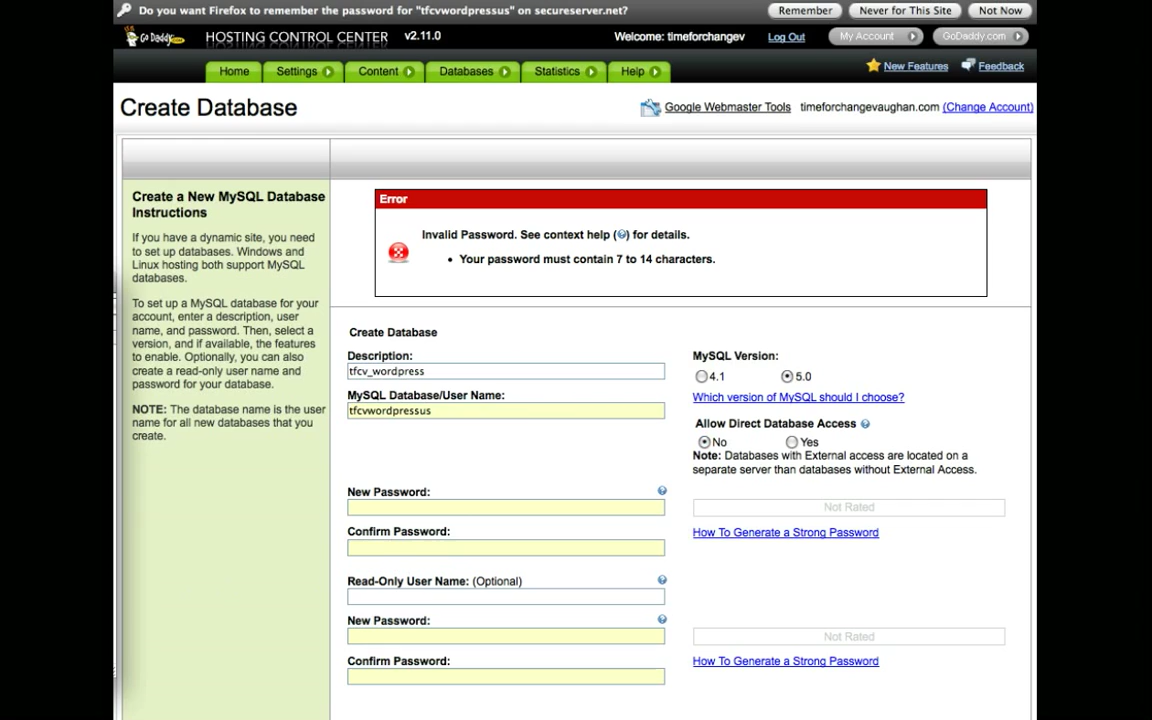 Do you want Firefox to remember the password for "tfcvwordpressus" on secureserver.net?
Remember
Never for This Site
Not Now
Go Daddy.com
HOSTING CONTROL CENTER v2.11.0
Welcome: timeforchangev
Log Out
My Account
GoDaddy.com
Home
Settings
Content
Databases
Statistics
Help
New Features
Feedback
Create Database
Google Webmaster Tools
timeforchangevaughan.com (Change Account)
Create a New MySQL Database
Instructions
If you have a dynamic site, you need
to set up databases. Windows and
Linux hosting both support MySQL
databases.
To set up a MySQL database for your
account, enter a description, user
name, and password. Then, select a
version, and if available, the features
to enable. Optionally, you can also
create a read-only user name and
password for your database.
NOTE: The database name is the user
name for all new databases that you
create.
Error
Invalid Password. See context help (?) for details.
• Your password must contain 7 to 14 characters.
Create Database
Description:
tfcv_wordpress
MySQL Database/User Name:
tfcvwordpressus
MySQL Version:
4.1
5.0
Which version of MySQL should I choose?
Allow Direct Database Access ?
No
Yes
Note: Databases with External access are located on a
separate server than databases without External Access.
New Password: ?
Not Rated
Confirm Password:
How To Generate a Strong Password
Read-Only User Name: (Optional) ?
New Password: ?
Not Rated
Confirm Password:
How To Generate a Strong Password